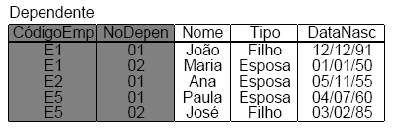 Dependente
CódigoEmp NoDepen Nome Tipo DataNasc
E1 01 João Filho 12/12/91
E1 02 Maria Esposa 01/01/50
E2 01 Ana Esposa 05/11/55
E5 01 Paula Esposa 04/07/60
E5 02 José Filho 03/02/85